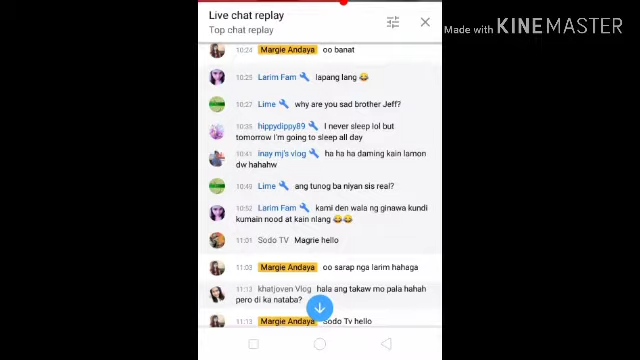 Live chat replay
Top chat replay
Made with KINEMASTER
10:24 Margie Andaya oo banat
10:25 Larim Fam lapang lang 😂
10:27 Lime why are you sad brother Jeff?
10:35 hippydippy89 I never sleep lol but
tomorrow I'm going to sleep all day
10:41 inay mj's vlog ha ha ha daming kain lamon
dw hahahw
10:49 Lime ang tunog ba niyan sis real?
10:52 Larim Fam kami den wala ng ginawa kundi
kumain nood at kain nlang 😂😂
11:01 Sodo TV Magrie hello
11:03 Margie Andaya oo sarap nga larim hahaga
11:13 khatjoven Vlog hala ang takaw mo pala hahah
pero di ka nataba?
11:13 Margie Andaya Sodo Tv hello